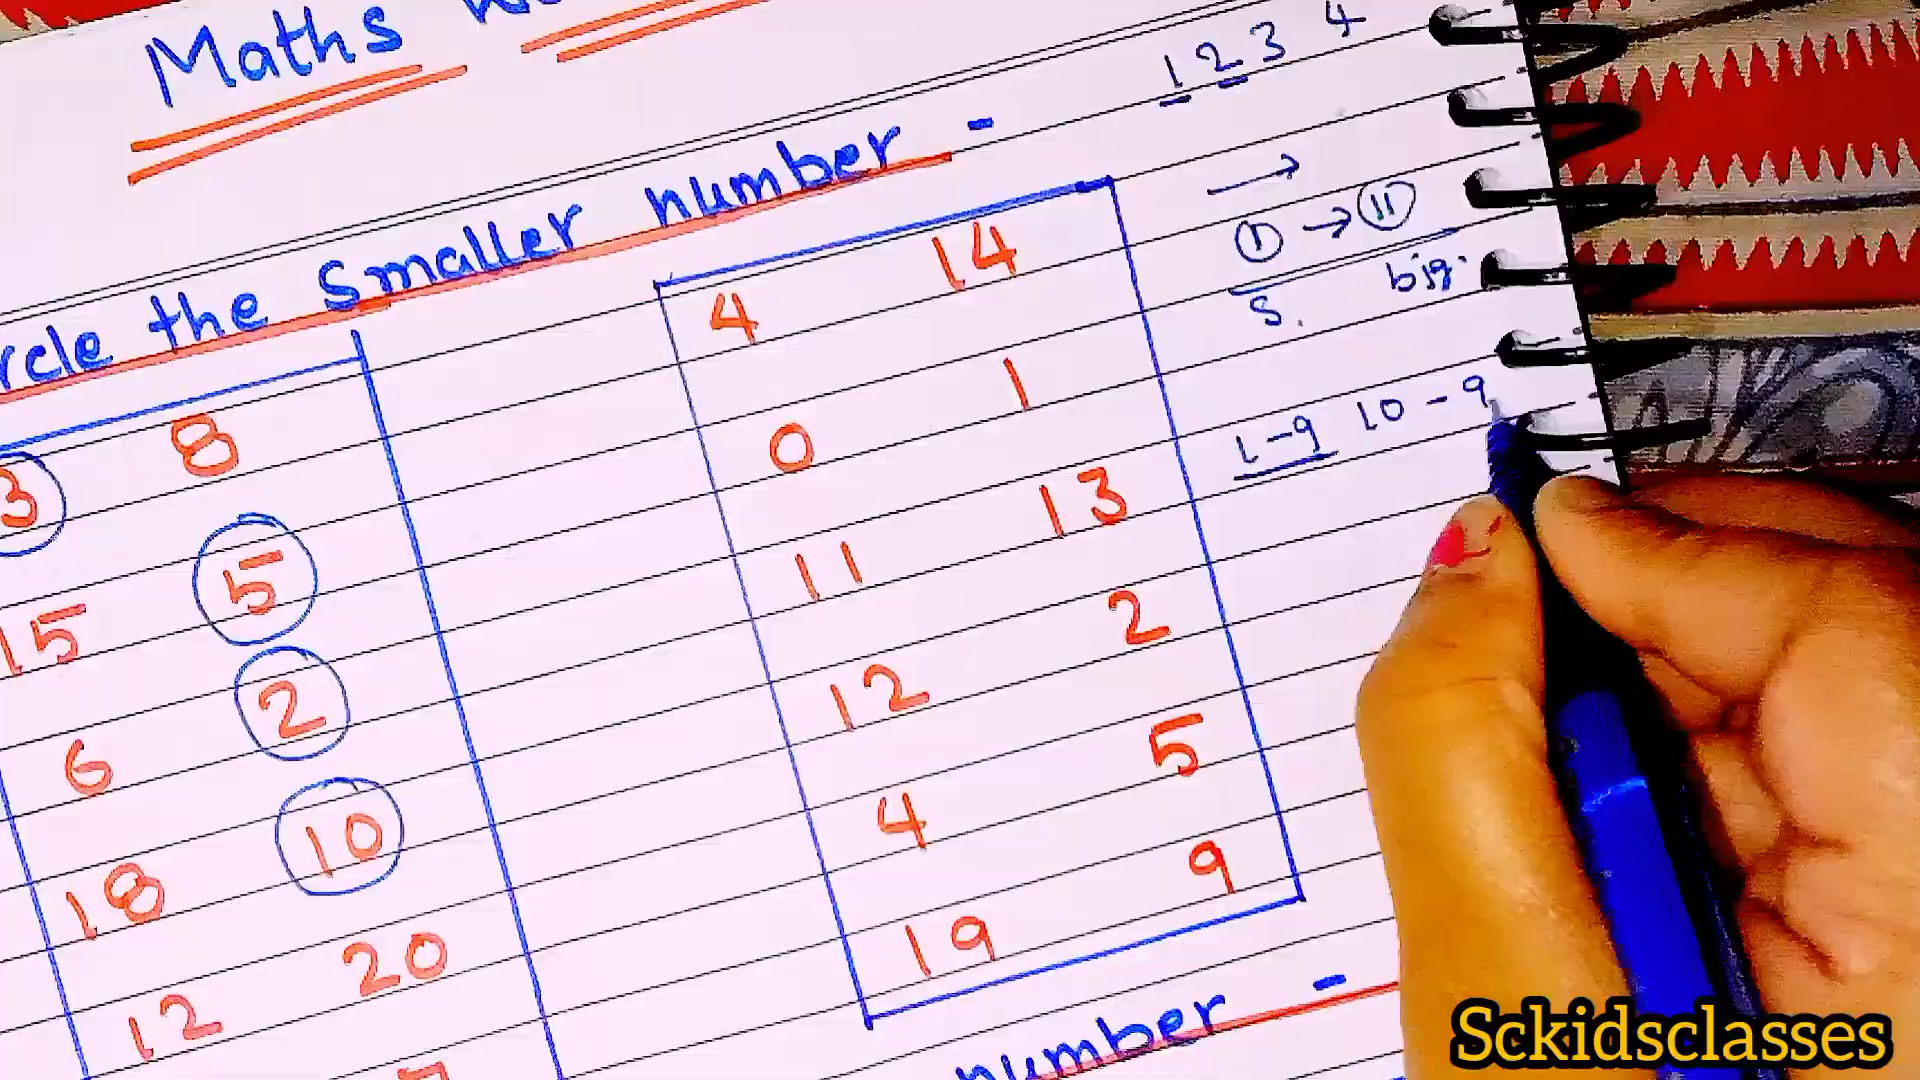 Maths
1 2 3 4
rcle the Smaller number -
→
1 → 11
S. big.
1-9 10-9
3 8
15 5
6 2
18 10
12 20
4 14
0 1
11 13
12 2
4 5
19 9
number -
Sckidsclasses